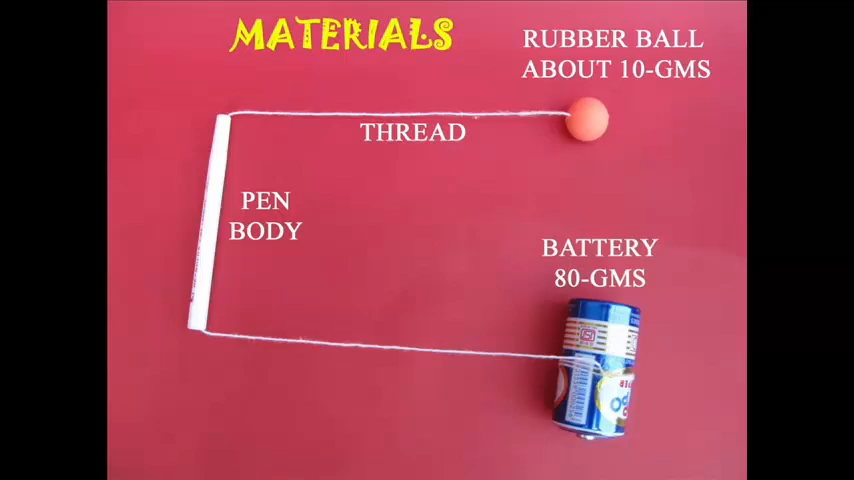 MATERIALS
RUBBER BALL
ABOUT 10-GMS
THREAD
PEN
BODY
BATTERY
80-GMS